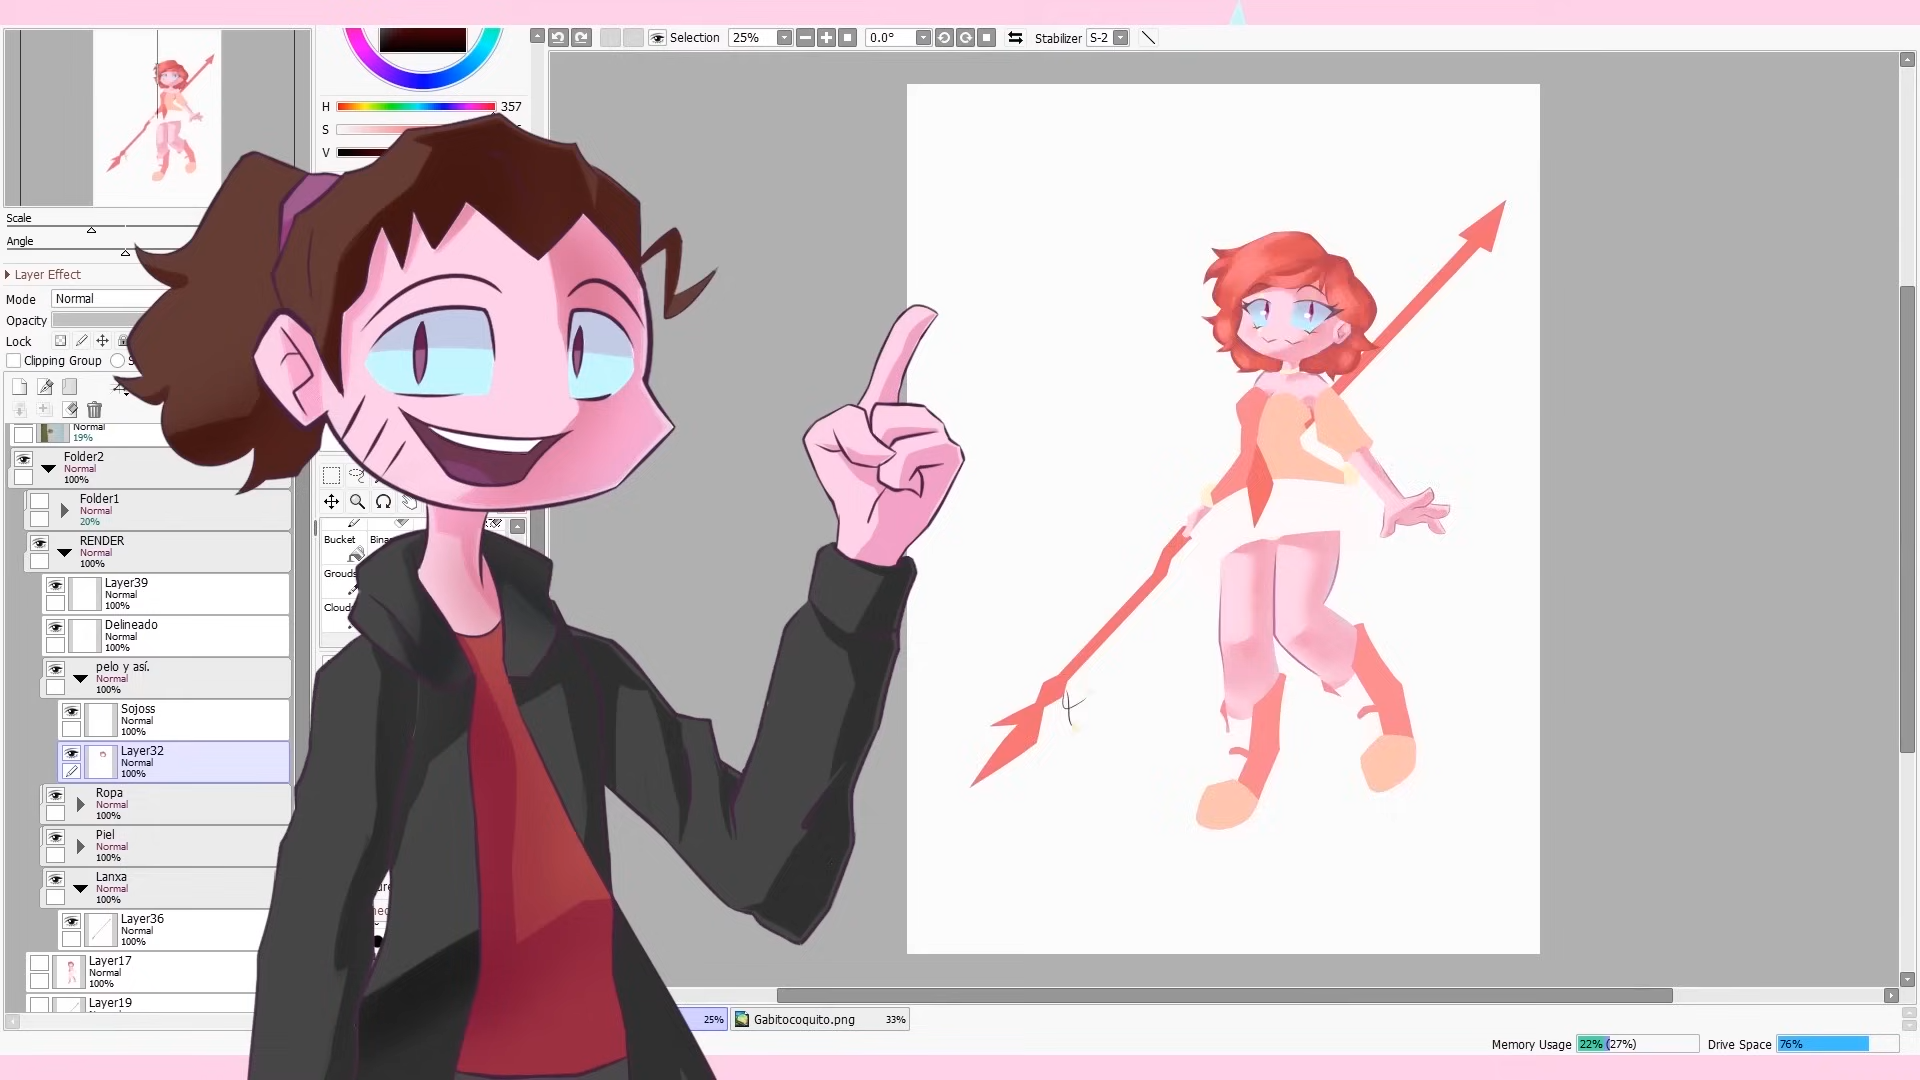 Selection 25% 0.0° Stabilizer S-2
H 357
S
V
Scale
Angle
Layer Effect
Mode Normal
Opacity
Lock
Clipping Group
Normal
19%
Folder2
Normal
100%
Folder1
Normal
20%
RENDER
Normal
100%
Layer39
Normal
100%
Delineado
Normal
100%
pelo y así.
Normal
100%
Sojoss
Normal
100%
Layer32
Normal
100%
Ropa
Normal
100%
Piel
Normal
100%
Lanxa
Normal
100%
Layer36
Normal
100%
Layer17
Normal
100%
Layer19
Normal
Bucket
25% Gabitocoquito.png 33%
Memory Usage 22% (27%) Drive Space 76%